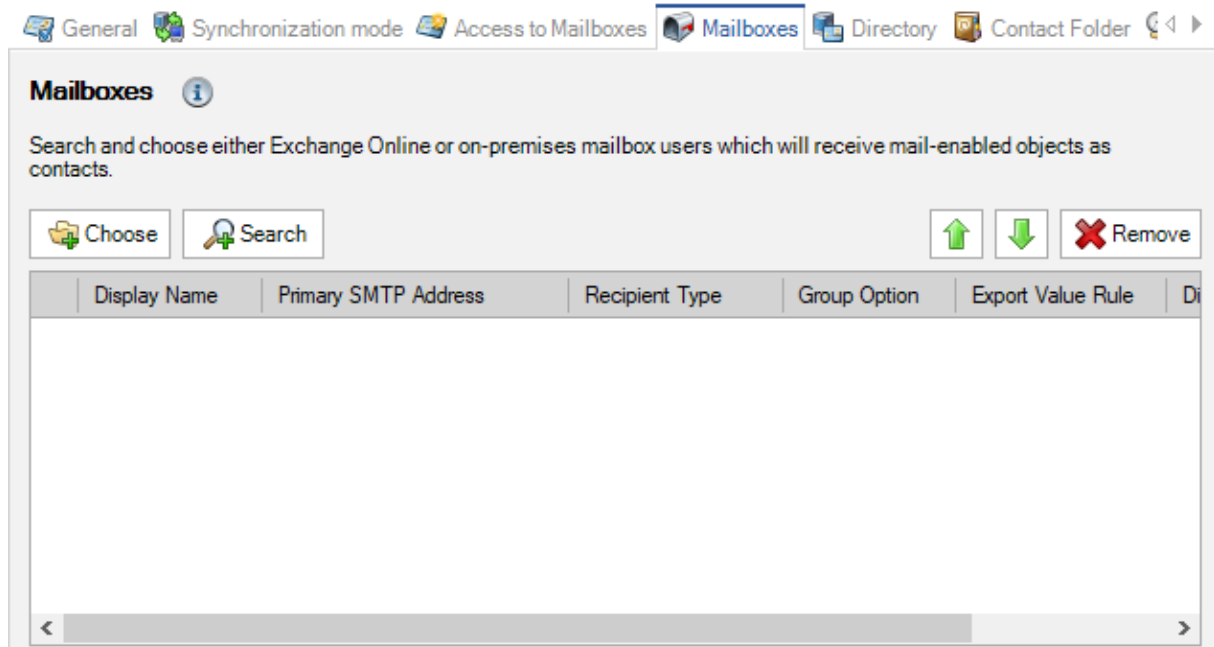 General Synchronization mode Access to Mailboxes Mailboxes Directory Contact Folder
Mailboxes
Search and choose either Exchange Online or on-premises mailbox users which will receive mail-enabled objects as
contacts.
Choose Search Remove
Display Name Primary SMTP Address Recipient Type Group Option Export Value Rule Di